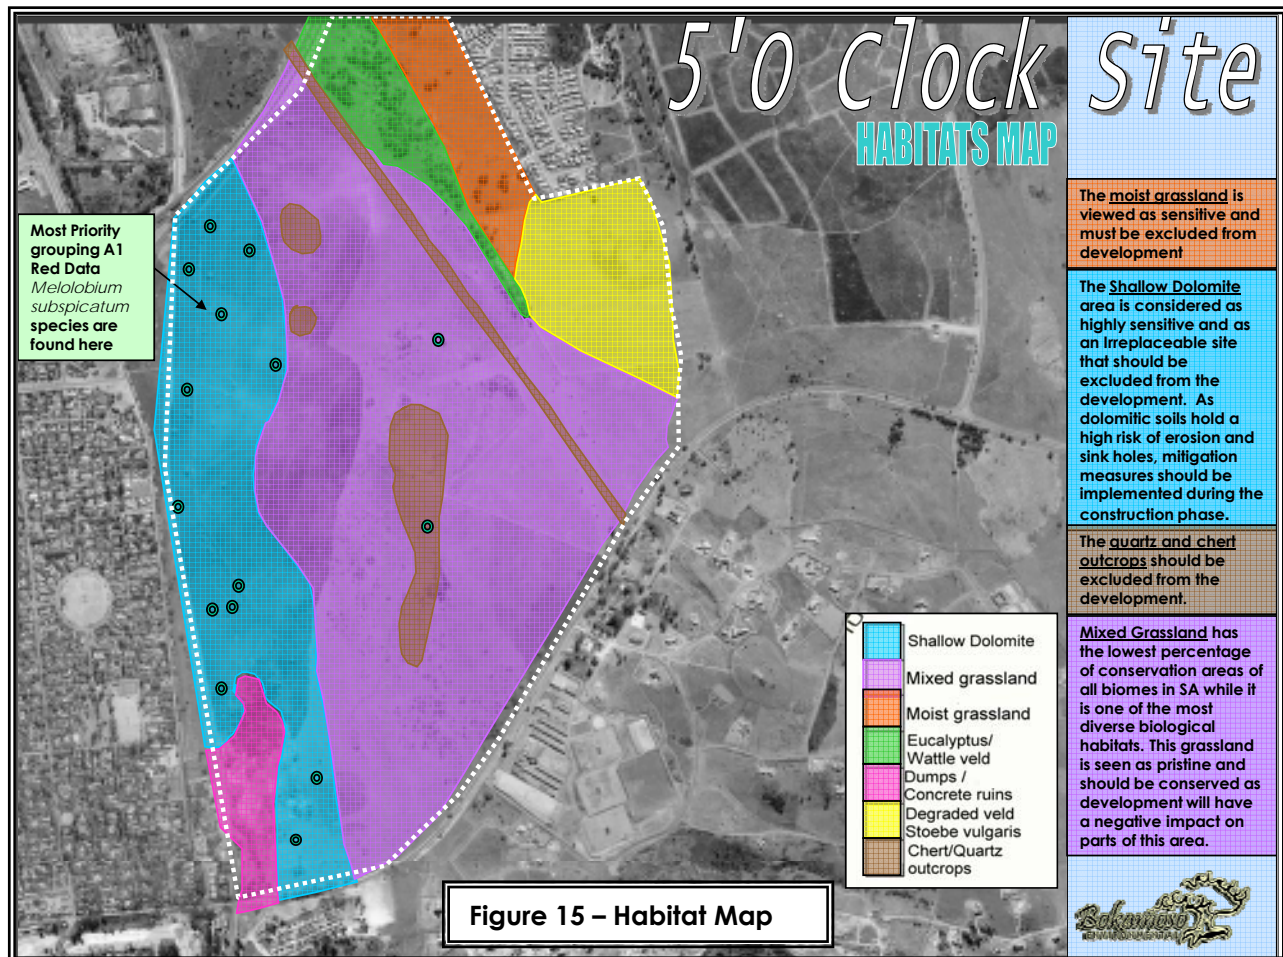 5'O Clock Site
HABITATS MAP
Most Priority
grouping A1
Red Data
Melolobium
subspicatum
species are
found here
The moist grassland is
viewed as sensitive and
must be excluded from
development
The Shallow Dolomite
area is considered as
highly sensitive and as
an Irreplaceable site
that should be
excluded from the
development. As
dolomitic soils hold a
high risk of erosion and
sink holes, mitigation
measures should be
implemented during the
construction phase.
The quartz and chert
outcrops should be
excluded from the
development.
Mixed Grassland has
the lowest percentage
of conservation areas of
all biomes in SA while it
is one of the most
diverse biological
habitats. This grassland
is seen as pristine and
should be conserved as
development will have
a negative impact on
parts of this area.
Shallow Dolomite
Mixed grassland
Moist grassland
Eucalyptus/
Wattle veld
Dumps /
Concrete ruins
Degraded veld
Stoebe vulgaris
Chert/Quartz
outcrops
Figure 15 – Habitat Map
Bokamoso